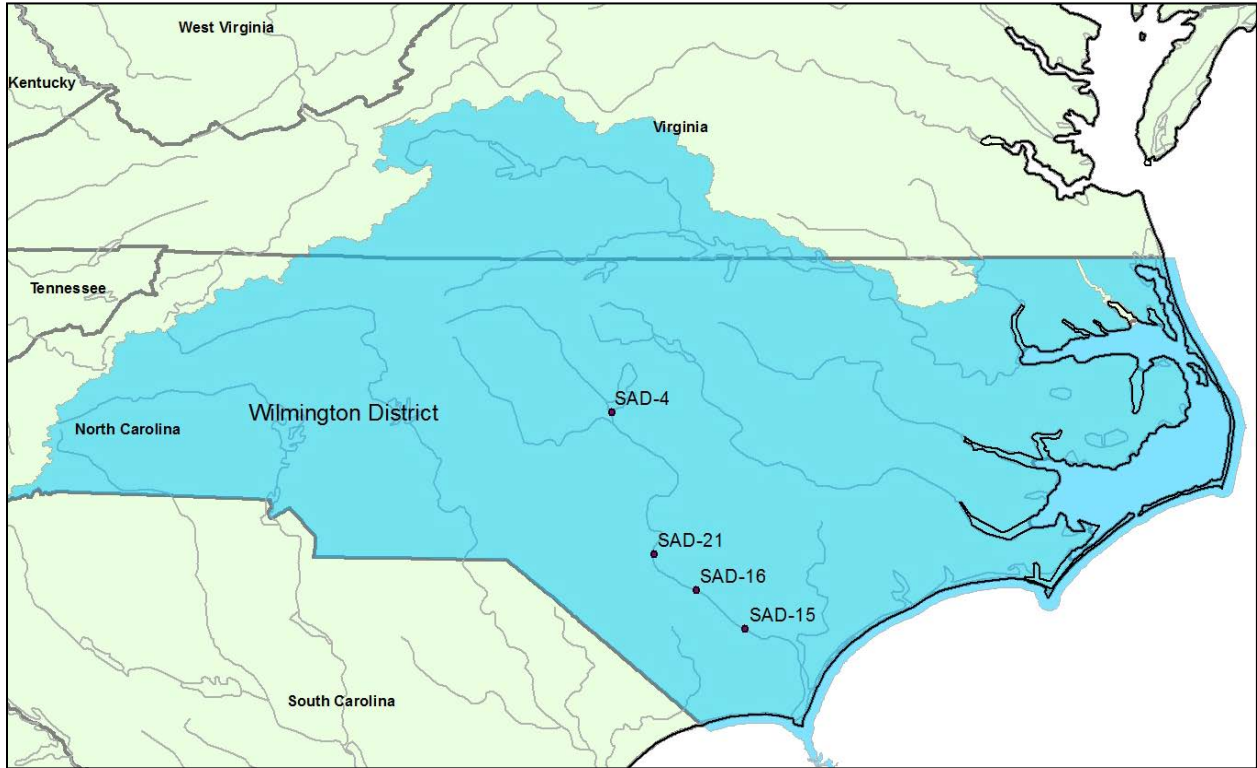 West Virginia
Kentucky
Virginia
Tennessee
SAD-4
Wilmington District
North Carolina
SAD-21
SAD-16
SAD-15
South Carolina